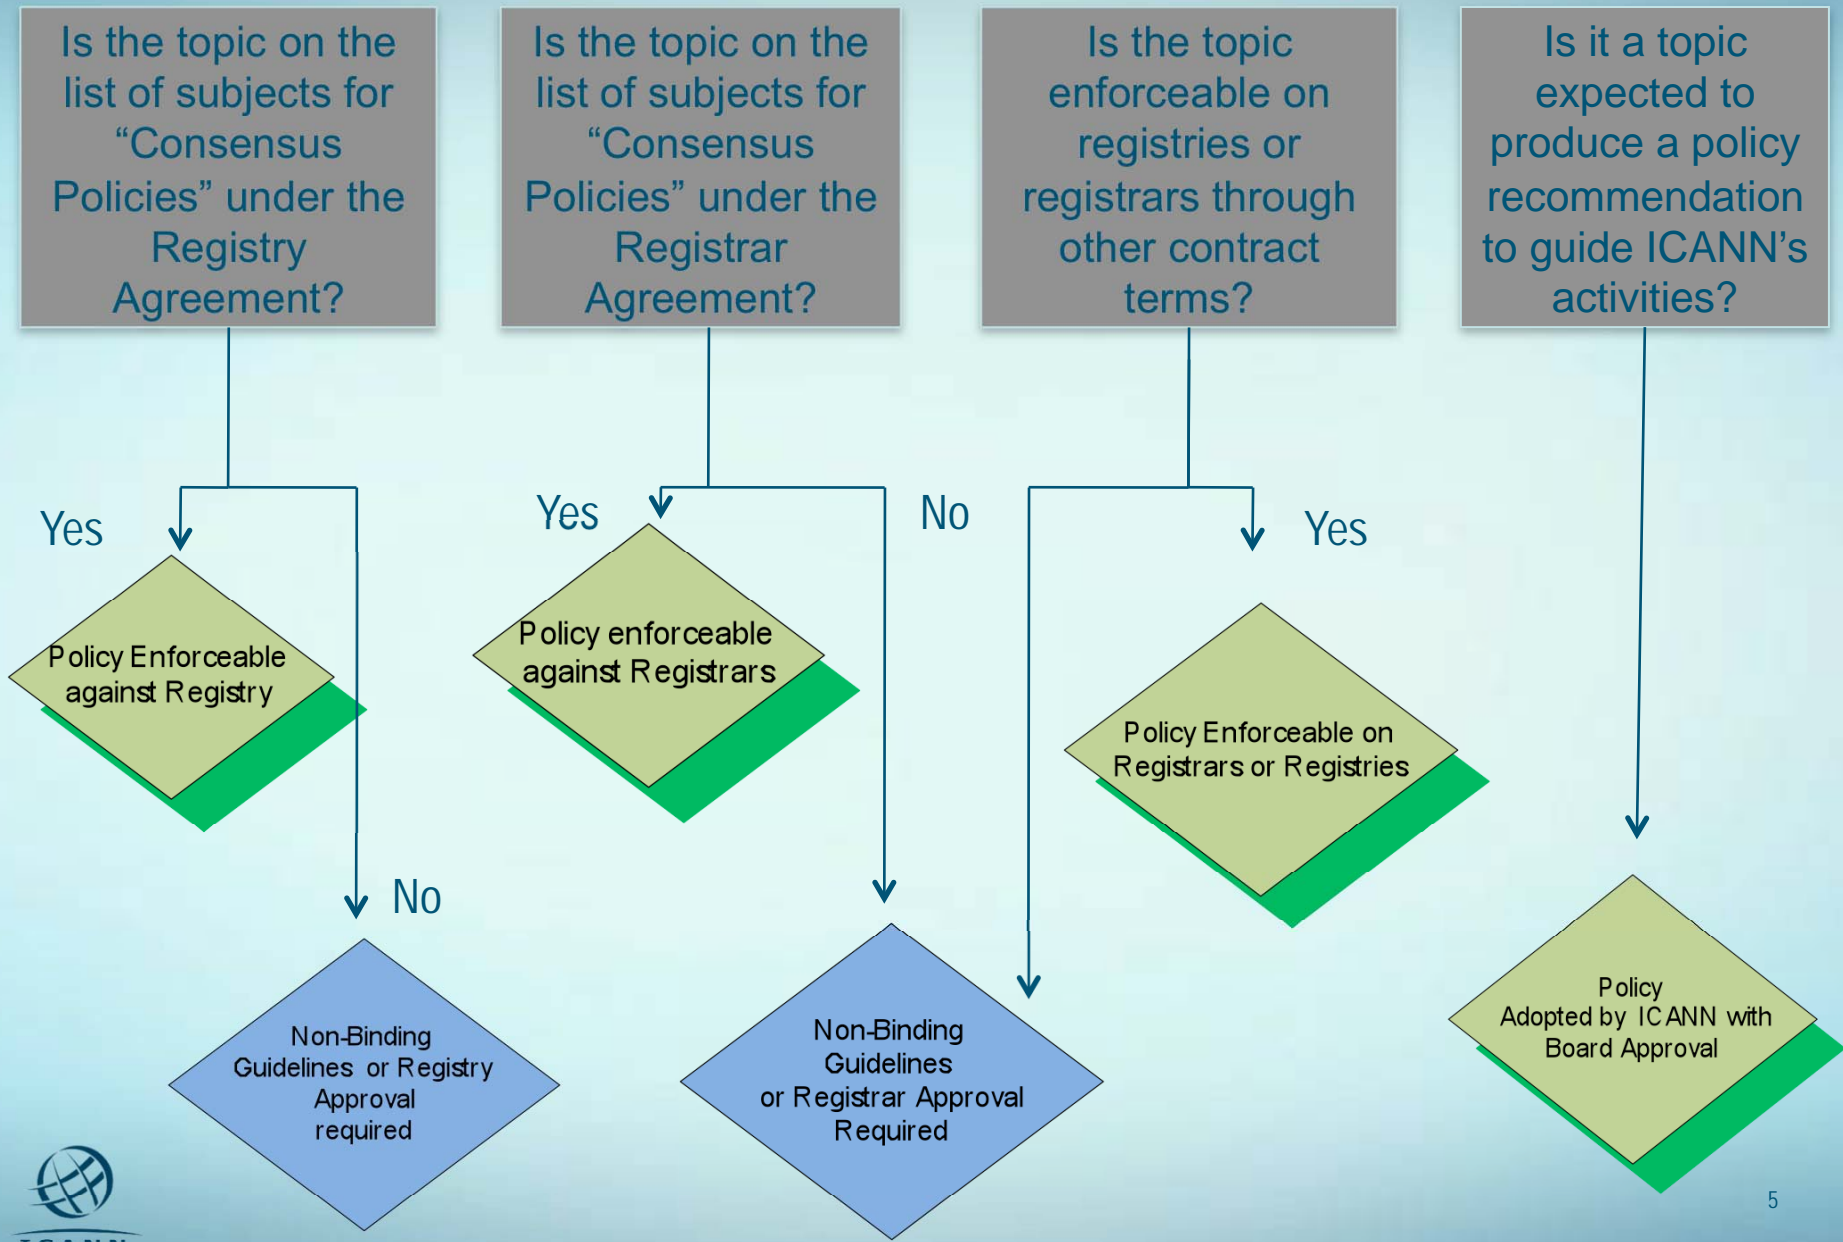 Is the topic on the
list of subjects for
“Consensus
Policies” under the
Registry
Agreement?
Is the topic on the
list of subjects for
“Consensus
Policies” under the
Registrar
Agreement?
Is the topic
enforceable on
registries or
registrars through
other contract
terms?
Is it a topic
expected to
produce a policy
recommendation
to guide ICANN’s
activities?
Yes
Yes
No
Yes
Policy Enforceable
against Registry
Policy enforceable
against Registrars
Policy Enforceable on
Registrars or Registries
No
Non-Binding
Guidelines or Registry
Approval
required
Non-Binding
Guidelines
or Registrar Approval
Required
Policy
Adopted by ICANN with
Board Approval
ICANN
5